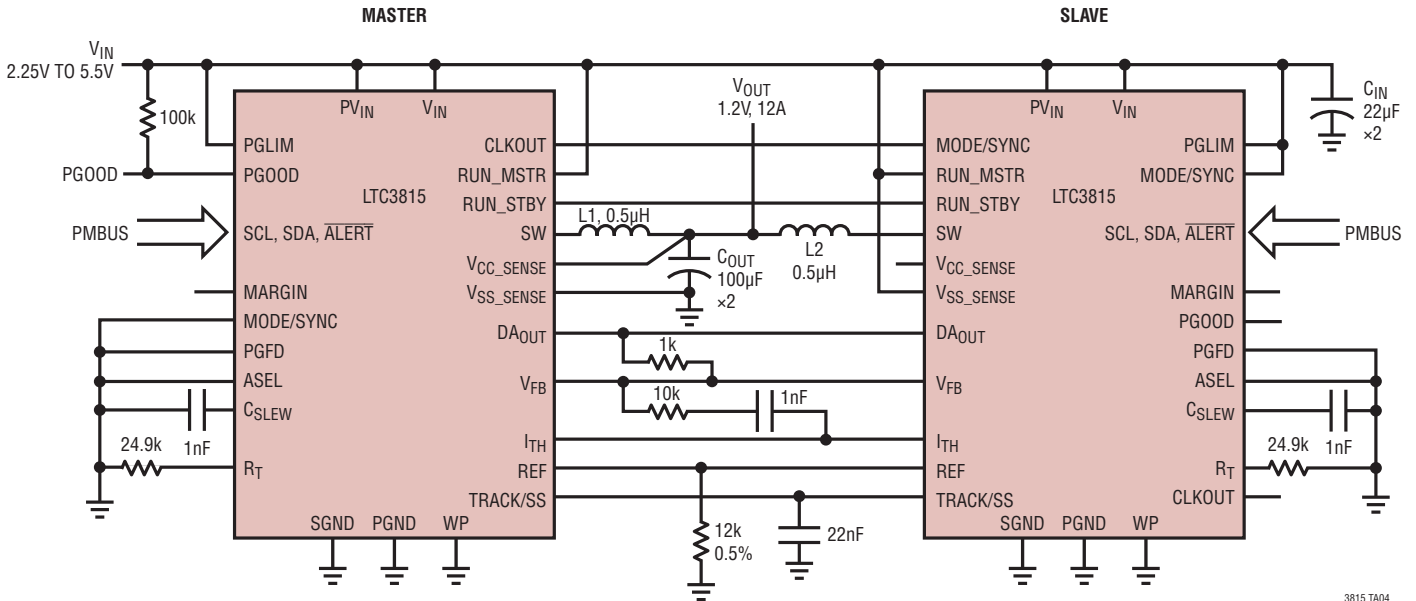 MASTER
SLAVE
VIN
2.25V TO 5.5V
100k
PGOOD
PMBUS
PVIN
VIN
PGLIM
PGOOD
LTC3815
SCL, SDA, ALERT
MARGIN
MODE/SYNC
PGFD
ASEL
CSLEW
RT
1nF
24.9k
SGND
PGND
WP
CLKOUT
RUN_MSTR
RUN_STBY
SW
VCC_SENSE
VSS_SENSE
DAOUT
VFB
ITH
REF
TRACK/SS
VOUT
1.2V, 12A
L1, 0.5µH
L2
0.5µH
COUT
100µF
×2
1k
10k
1nF
12k
0.5%
22nF
PVIN
VIN
MODE/SYNC
RUN_MSTR
RUN_STBY
SW
VCC_SENSE
VSS_SENSE
DAOUT
VFB
ITH
REF
TRACK/SS
LTC3815
PGLIM
MODE/SYNC
SCL, SDA, ALERT
MARGIN
PGOOD
PGFD
ASEL
CSLEW
RT
CLKOUT
SGND
PGND
WP
CIN
22µF
×2
PMBUS
24.9k
1nF
3815 TA04